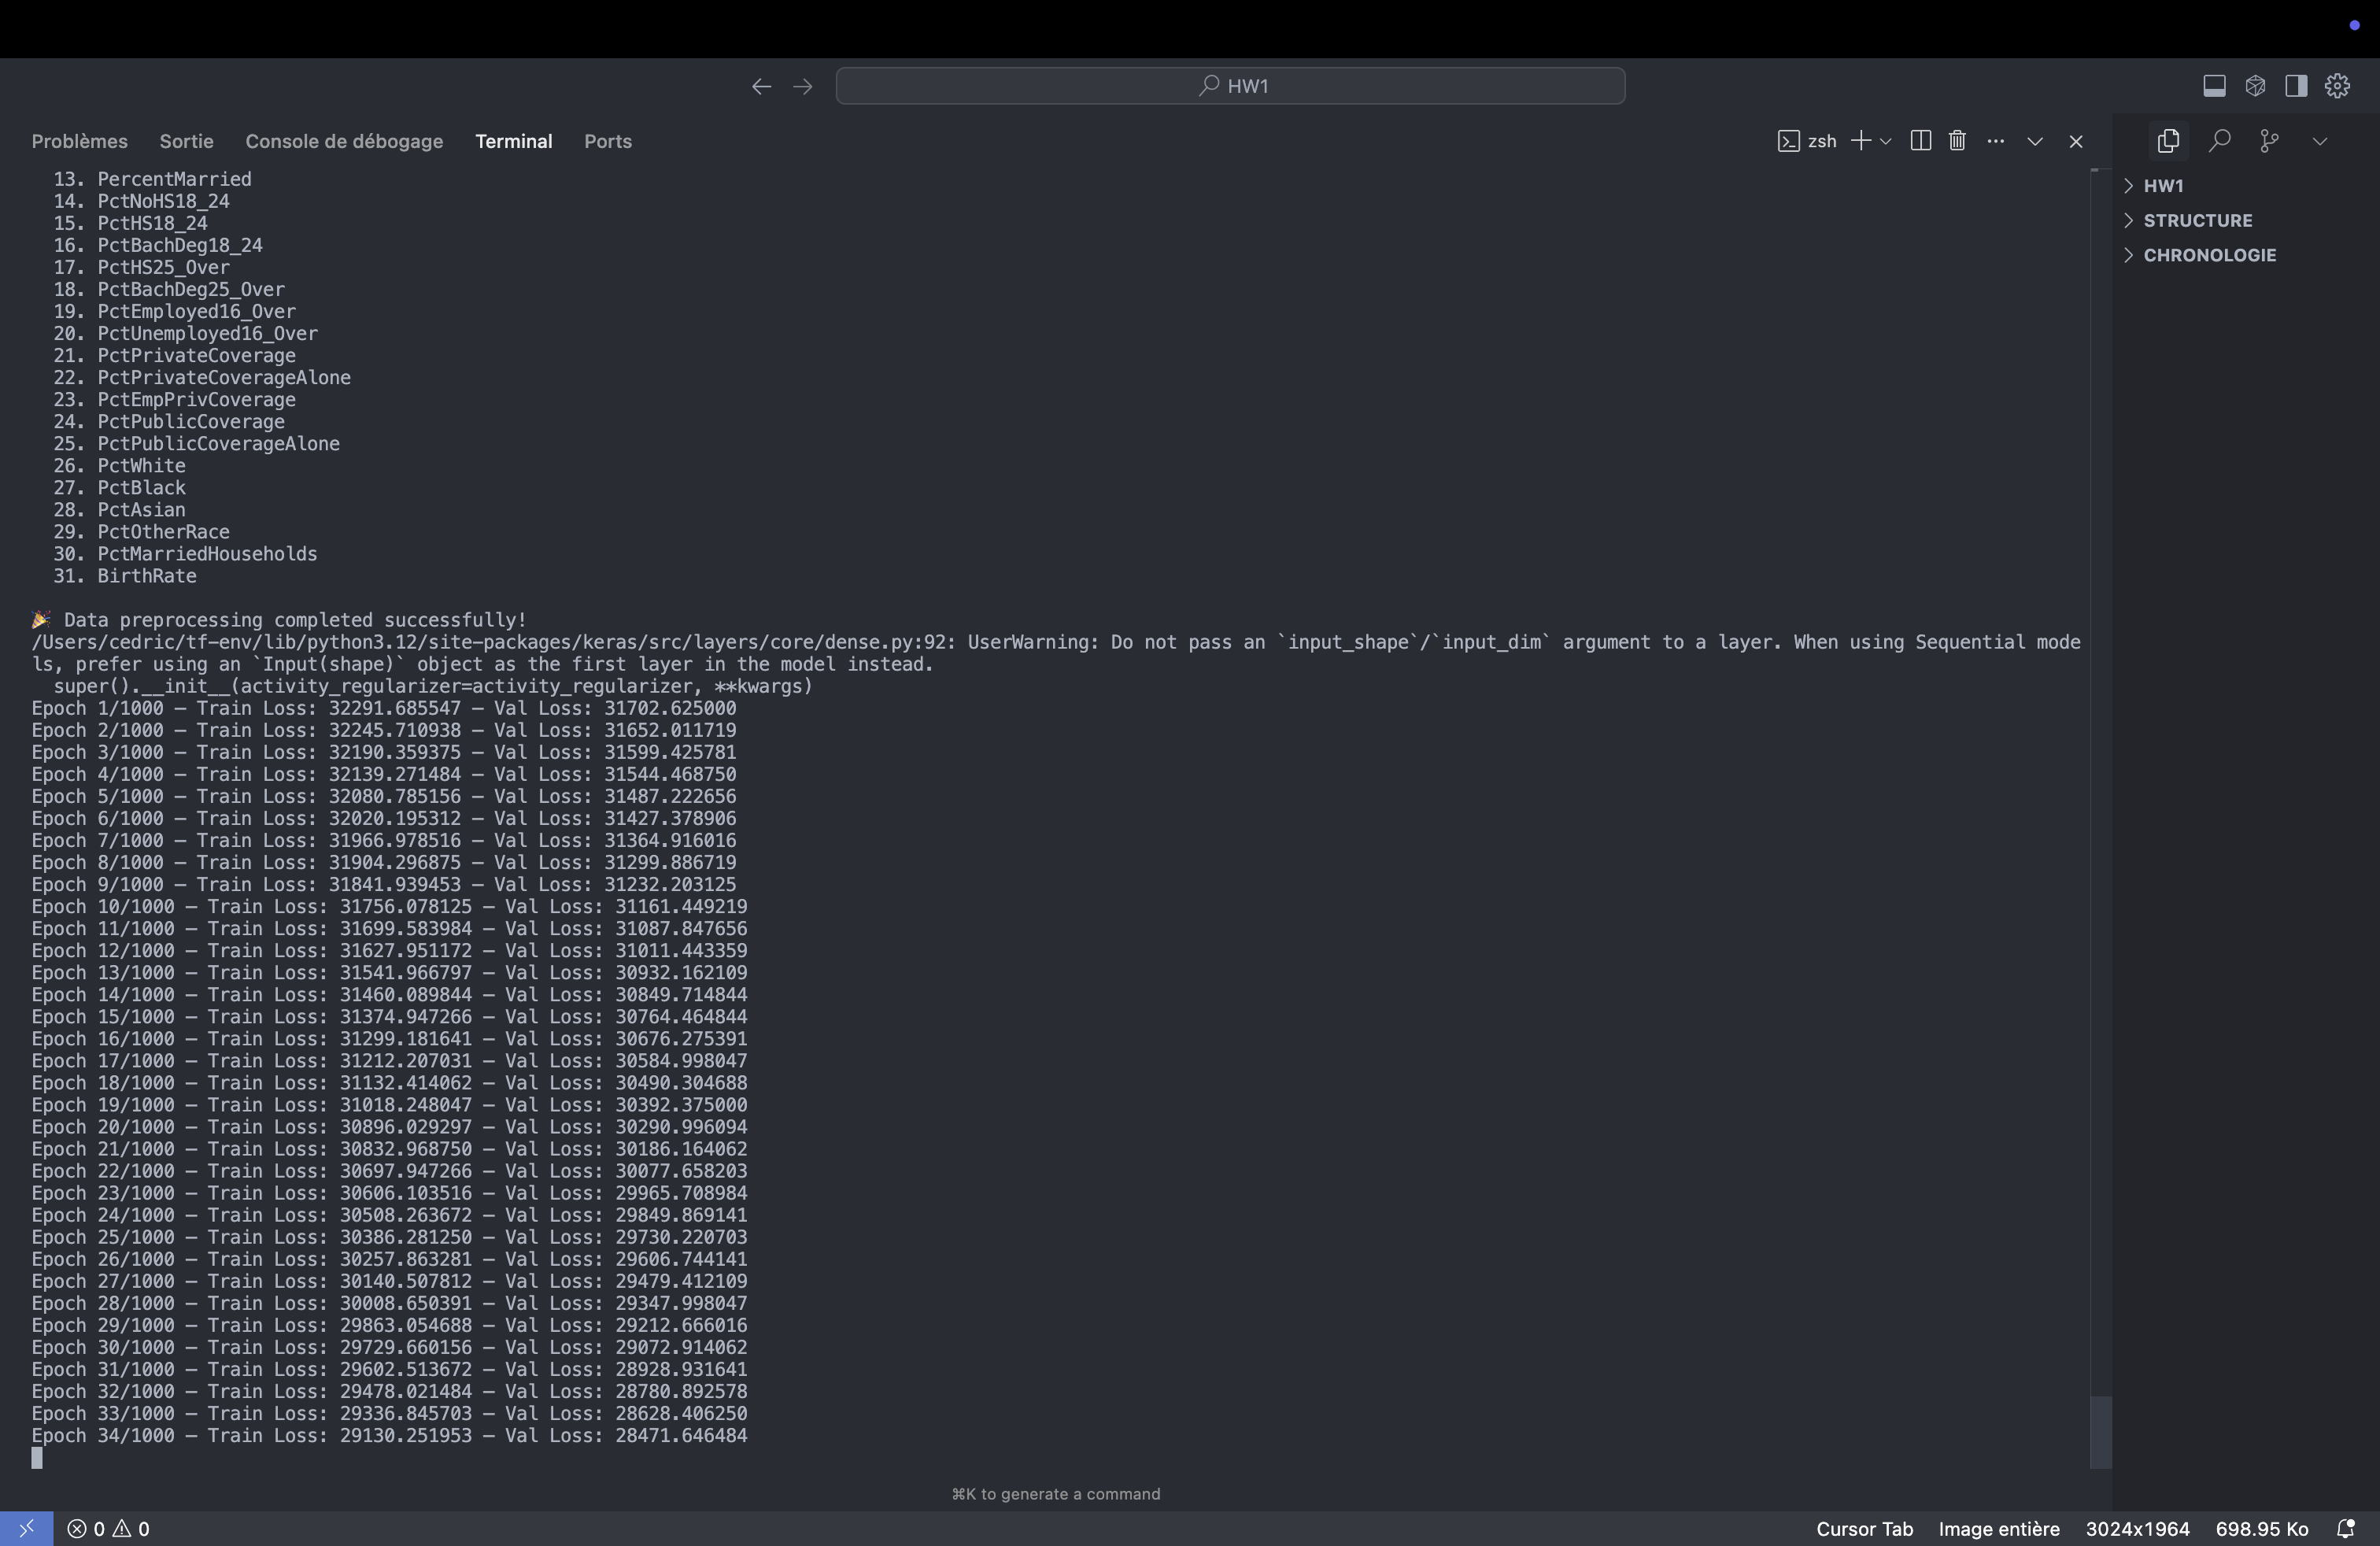 HW1
Problèmes Sortie Console de débogage Terminal Ports zsh
13. PercentMarried
14. PctNoHS18_24
15. PctHS18_24
16. PctBachDeg18_24
17. PctHS25_Over
18. PctBachDeg25_Over
19. PctEmployed16_Over
20. PctUnemployed16_Over
21. PctPrivateCoverage
22. PctPrivateCoverageAlone
23. PctEmpPrivCoverage
24. PctPublicCoverage
25. PctPublicCoverageAlone
26. PctWhite
27. PctBlack
28. PctAsian
29. PctOtherRace
30. PctMarriedHouseholds
31. BirthRate
🎉 Data preprocessing completed successfully!
/Users/cedric/tf-env/lib/python3.12/site-packages/keras/src/layers/core/dense.py:92: UserWarning: Do not pass an `input_shape`/`input_dim` argument to a layer. When using Sequential mode
ls, prefer using an `Input(shape)` object as the first layer in the model instead.
super().__init__(activity_regularizer=activity_regularizer, **kwargs)
Epoch 1/1000 — Train Loss: 32291.685547 — Val Loss: 31702.625000
Epoch 2/1000 — Train Loss: 32245.710938 — Val Loss: 31652.011719
Epoch 3/1000 — Train Loss: 32190.359375 — Val Loss: 31599.425781
Epoch 4/1000 — Train Loss: 32139.271484 — Val Loss: 31544.468750
Epoch 5/1000 — Train Loss: 32080.785156 — Val Loss: 31487.222656
Epoch 6/1000 — Train Loss: 32020.195312 — Val Loss: 31427.378906
Epoch 7/1000 — Train Loss: 31966.978516 — Val Loss: 31364.916016
Epoch 8/1000 — Train Loss: 31904.296875 — Val Loss: 31299.886719
Epoch 9/1000 — Train Loss: 31841.939453 — Val Loss: 31232.203125
Epoch 10/1000 — Train Loss: 31756.078125 — Val Loss: 31161.449219
Epoch 11/1000 — Train Loss: 31699.583984 — Val Loss: 31087.847656
Epoch 12/1000 — Train Loss: 31627.951172 — Val Loss: 31011.443359
Epoch 13/1000 — Train Loss: 31541.966797 — Val Loss: 30932.162109
Epoch 14/1000 — Train Loss: 31460.089844 — Val Loss: 30849.714844
Epoch 15/1000 — Train Loss: 31374.947266 — Val Loss: 30764.464844
Epoch 16/1000 — Train Loss: 31299.181641 — Val Loss: 30676.275391
Epoch 17/1000 — Train Loss: 31212.207031 — Val Loss: 30584.998047
Epoch 18/1000 — Train Loss: 31132.414062 — Val Loss: 30490.304688
Epoch 19/1000 — Train Loss: 31018.248047 — Val Loss: 30392.375000
Epoch 20/1000 — Train Loss: 30896.029297 — Val Loss: 30290.996094
Epoch 21/1000 — Train Loss: 30832.968750 — Val Loss: 30186.164062
Epoch 22/1000 — Train Loss: 30697.947266 — Val Loss: 30077.658203
Epoch 23/1000 — Train Loss: 30606.103516 — Val Loss: 29965.708984
Epoch 24/1000 — Train Loss: 30508.263672 — Val Loss: 29849.869141
Epoch 25/1000 — Train Loss: 30386.281250 — Val Loss: 29730.220703
Epoch 26/1000 — Train Loss: 30257.863281 — Val Loss: 29606.744141
Epoch 27/1000 — Train Loss: 30140.507812 — Val Loss: 29479.412109
Epoch 28/1000 — Train Loss: 30008.650391 — Val Loss: 29347.998047
Epoch 29/1000 — Train Loss: 29863.054688 — Val Loss: 29212.666016
Epoch 30/1000 — Train Loss: 29729.660156 — Val Loss: 29072.914062
Epoch 31/1000 — Train Loss: 29602.513672 — Val Loss: 28928.931641
Epoch 32/1000 — Train Loss: 29478.021484 — Val Loss: 28780.892578
Epoch 33/1000 — Train Loss: 29336.845703 — Val Loss: 28628.406250
Epoch 34/1000 — Train Loss: 29130.251953 — Val Loss: 28471.646484
⌘K to generate a command
HW1
STRUCTURE
CHRONOLOGIE
0 0 Cursor Tab Image entière 3024x1964 698.95 Ko